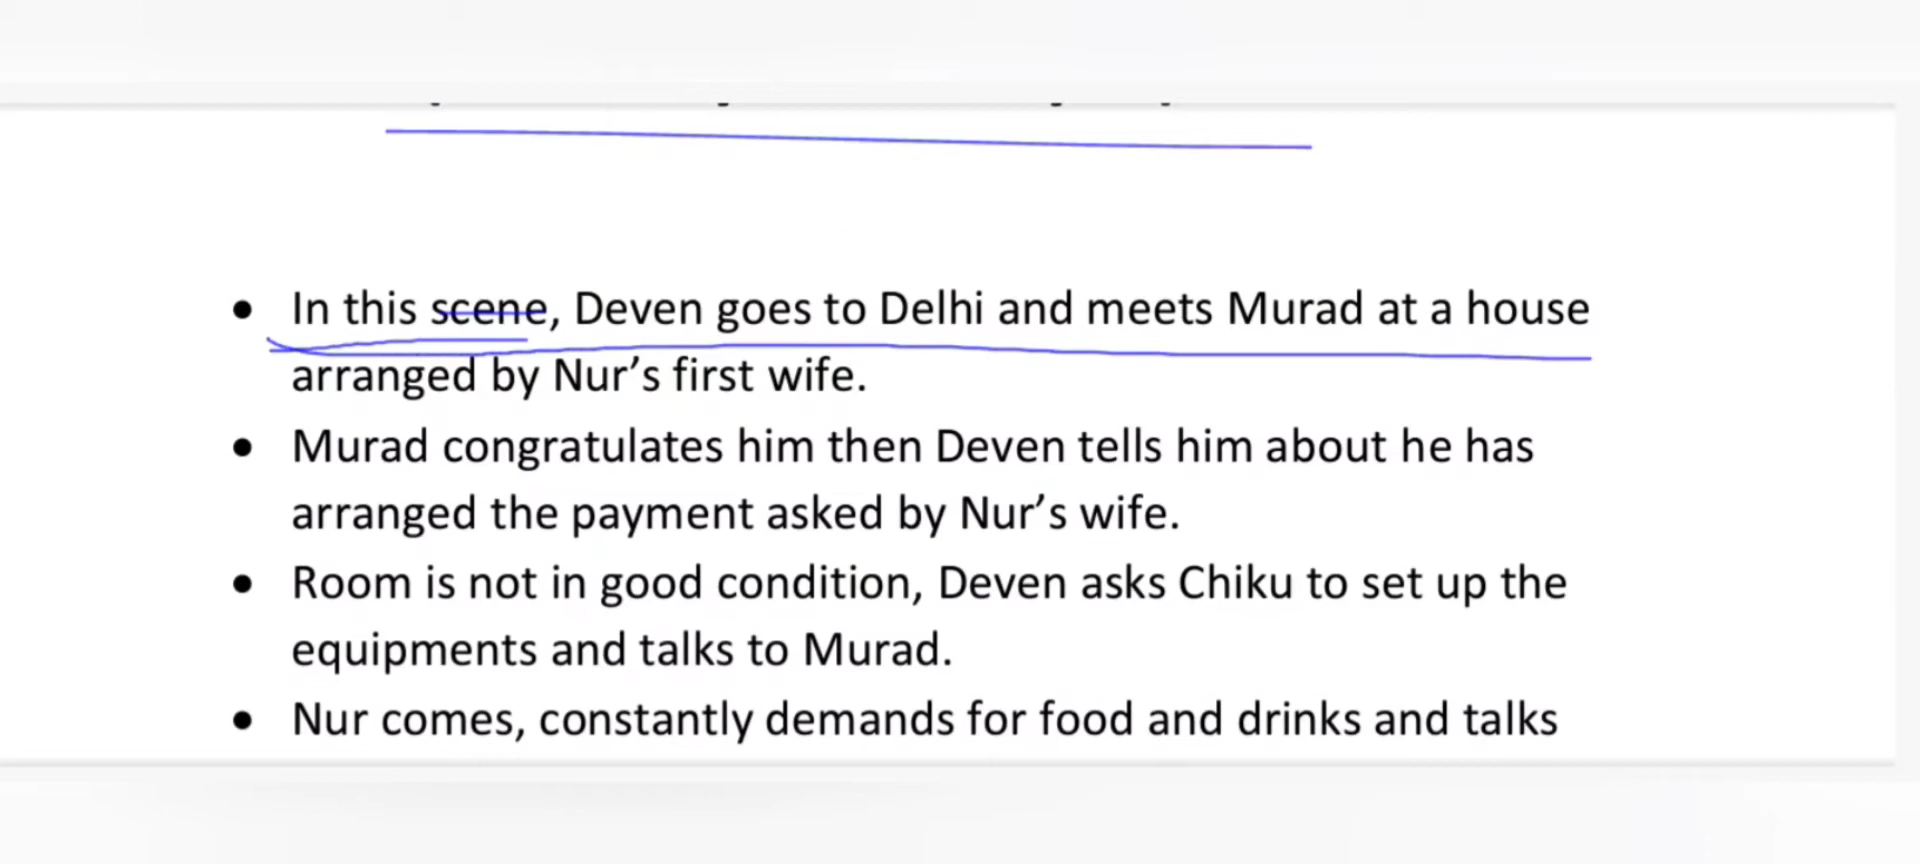 • In this scene, Deven goes to Delhi and meets Murad at a house
arranged by Nur's first wife.
• Murad congratulates him then Deven tells him about he has
arranged the payment asked by Nur's wife.
• Room is not in good condition, Deven asks Chiku to set up the
equipments and talks to Murad.
• Nur comes, constantly demands for food and drinks and talks